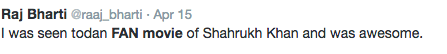 Raj Bharti @raaj_bharti · Apr 15
I was seen todan FAN movie of Shahrukh Khan and was awesome.